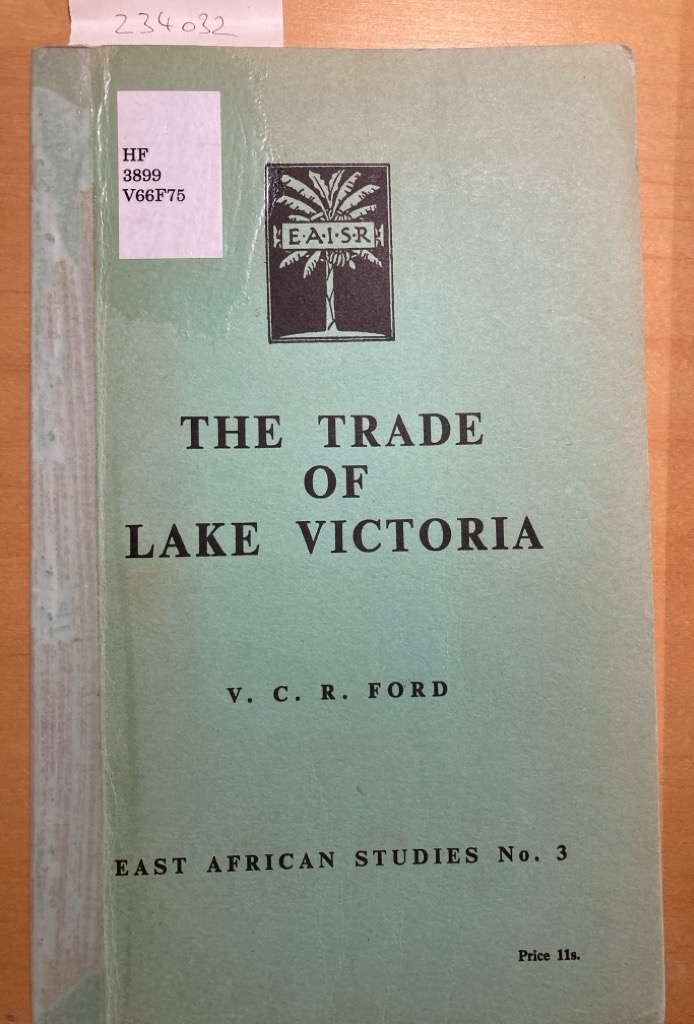 234032
HF
3899
V66F75
E·A·I·S·R
THE TRADE
OF
LAKE VICTORIA
V. C. R. FORD
EAST AFRICAN STUDIES No. 3
Price 11s.